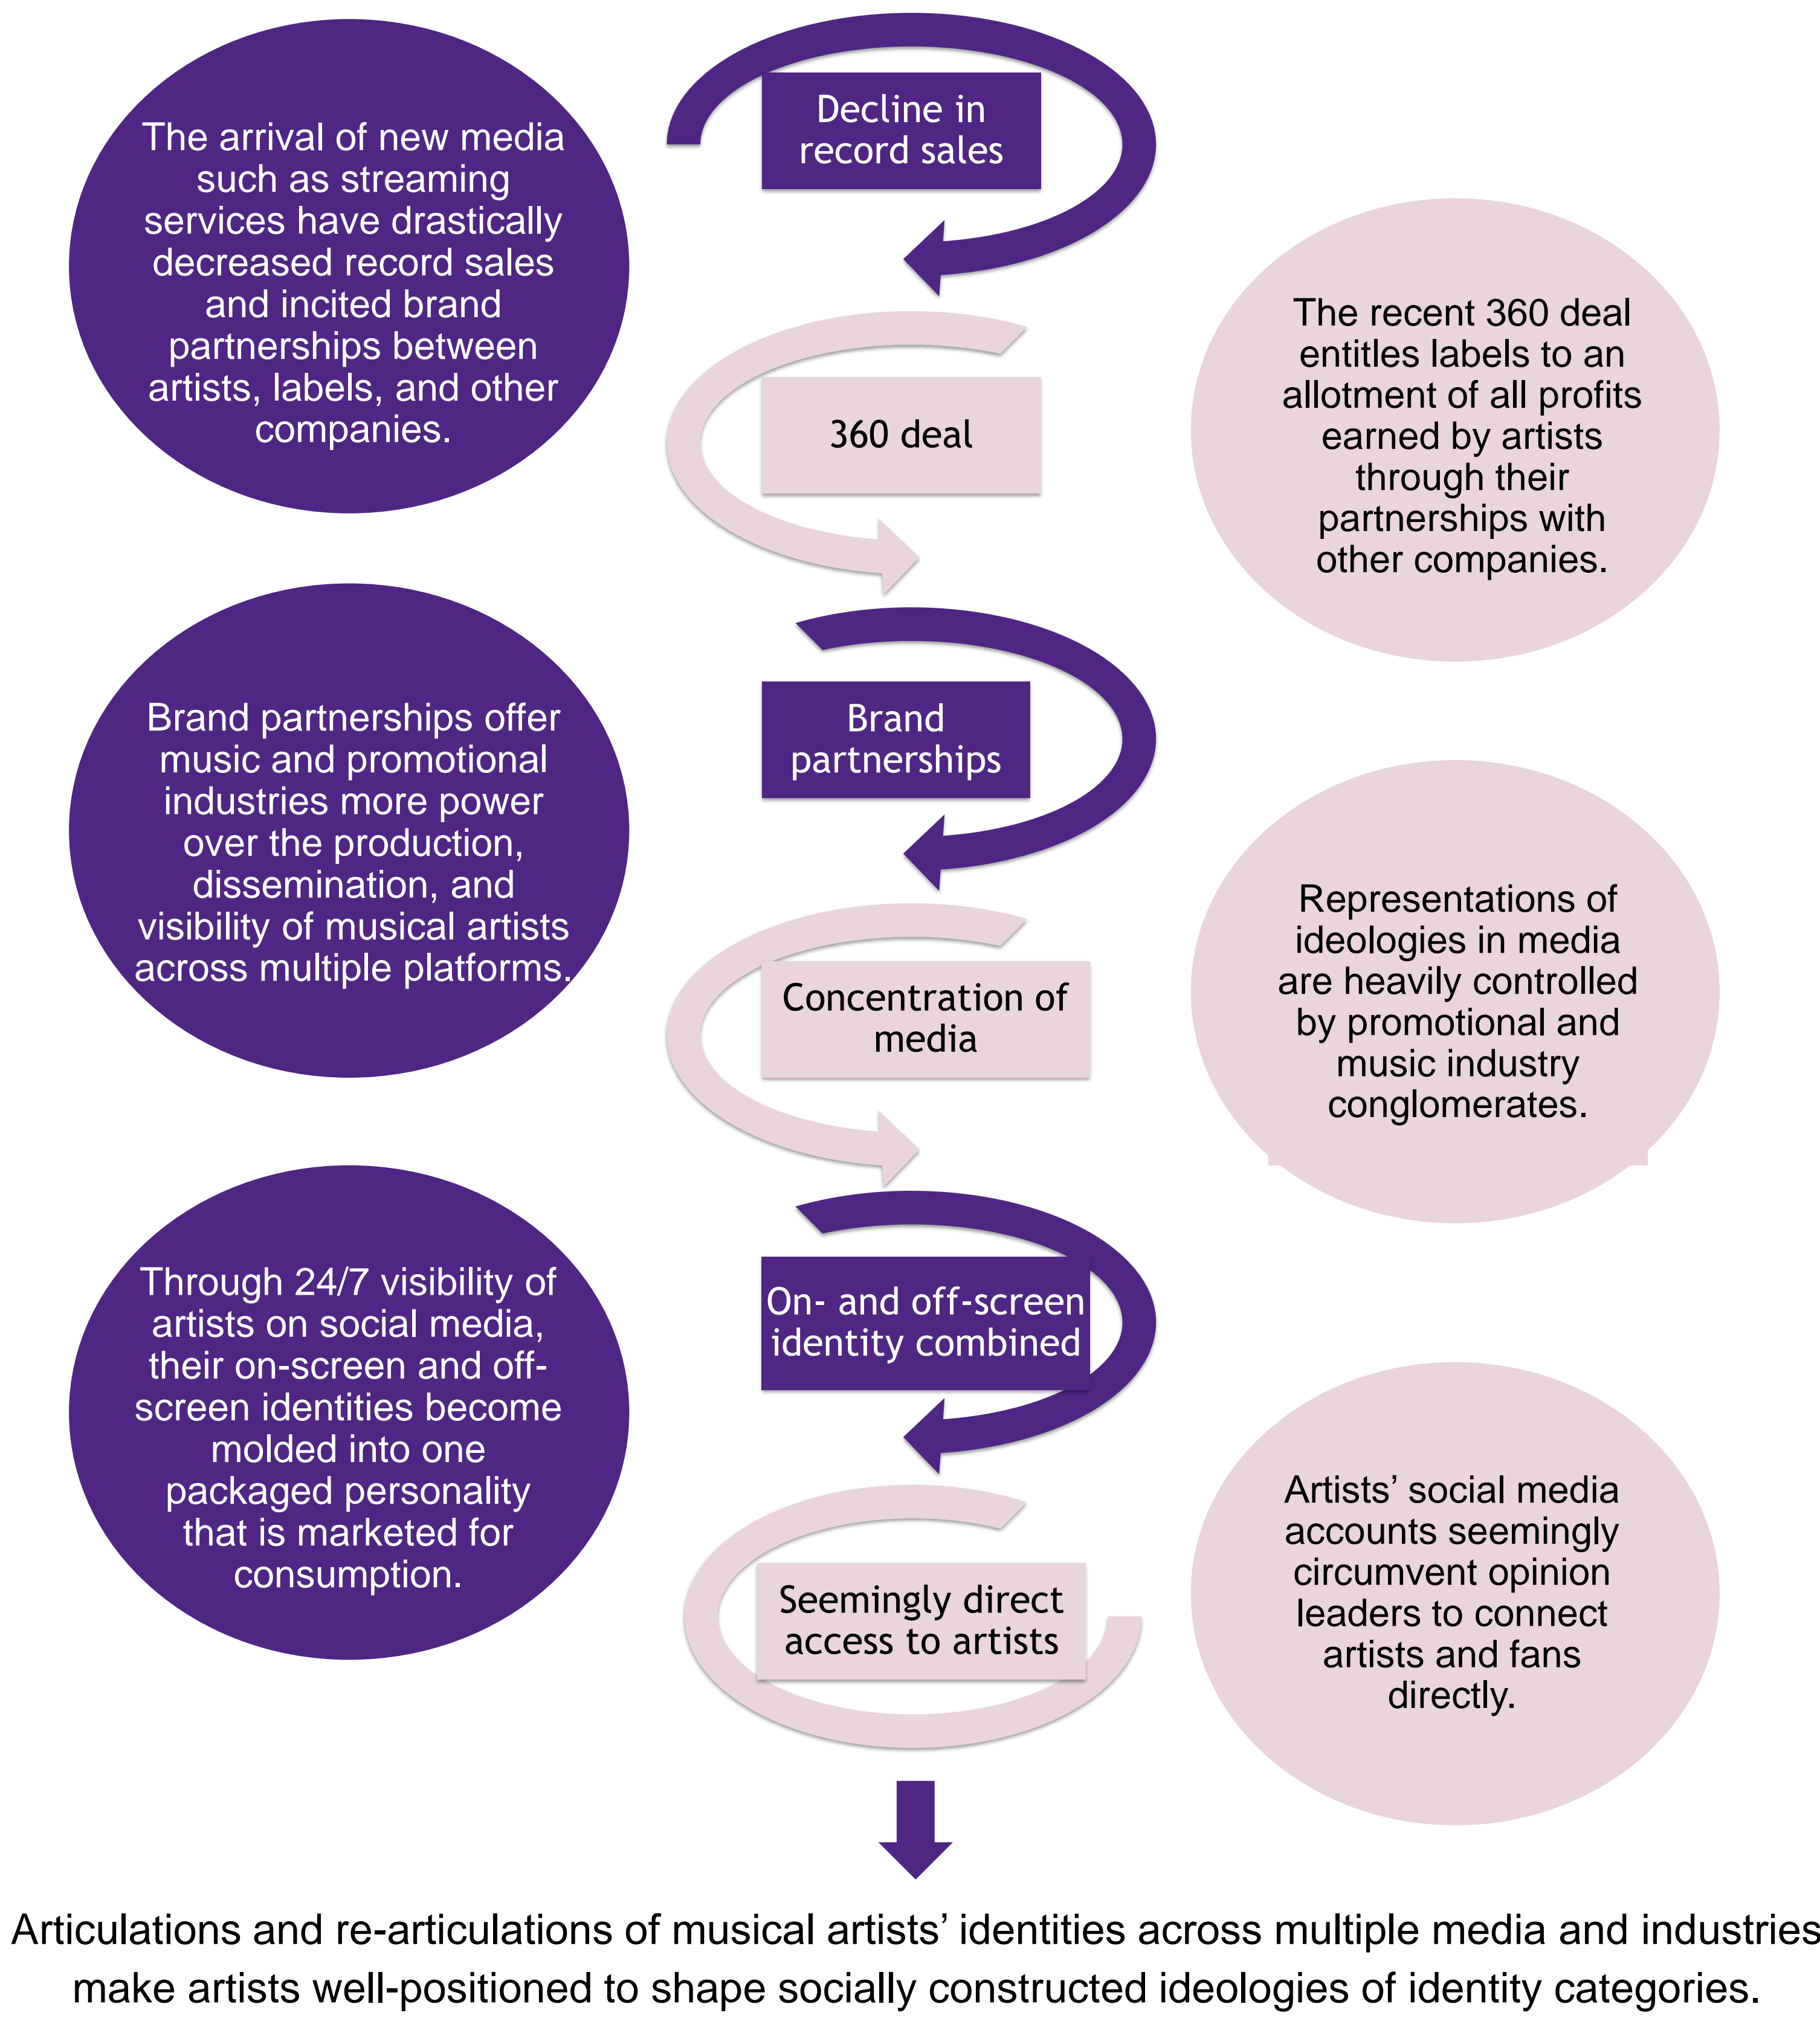 The arrival of new media
such as streaming
services have drastically
decreased record sales
and incited brand
partnerships between
artists, labels, and other
companies.
Decline in
record sales
The recent 360 deal
entitles labels to an
allotment of all profits
earned by artists
through their
partnerships with
other companies.
360 deal
Brand partnerships offer
music and promotional
industries more power
over the production,
dissemination, and
visibility of musical artists
across multiple platforms.
Brand
partnerships
Representations of
ideologies in media
are heavily controlled
by promotional and
music industry
conglomerates.
Concentration of
media
Through 24/7 visibility of
artists on social media,
their on-screen and off-
screen identities become
molded into one
packaged personality
that is marketed for
consumption.
On- and off-screen
identity combined
Artists’ social media
accounts seemingly
circumvent opinion
leaders to connect
artists and fans
directly.
Seemingly direct
access to artists
Articulations and re-articulations of musical artists’ identities across multiple media and industries
make artists well-positioned to shape socially constructed ideologies of identity categories.